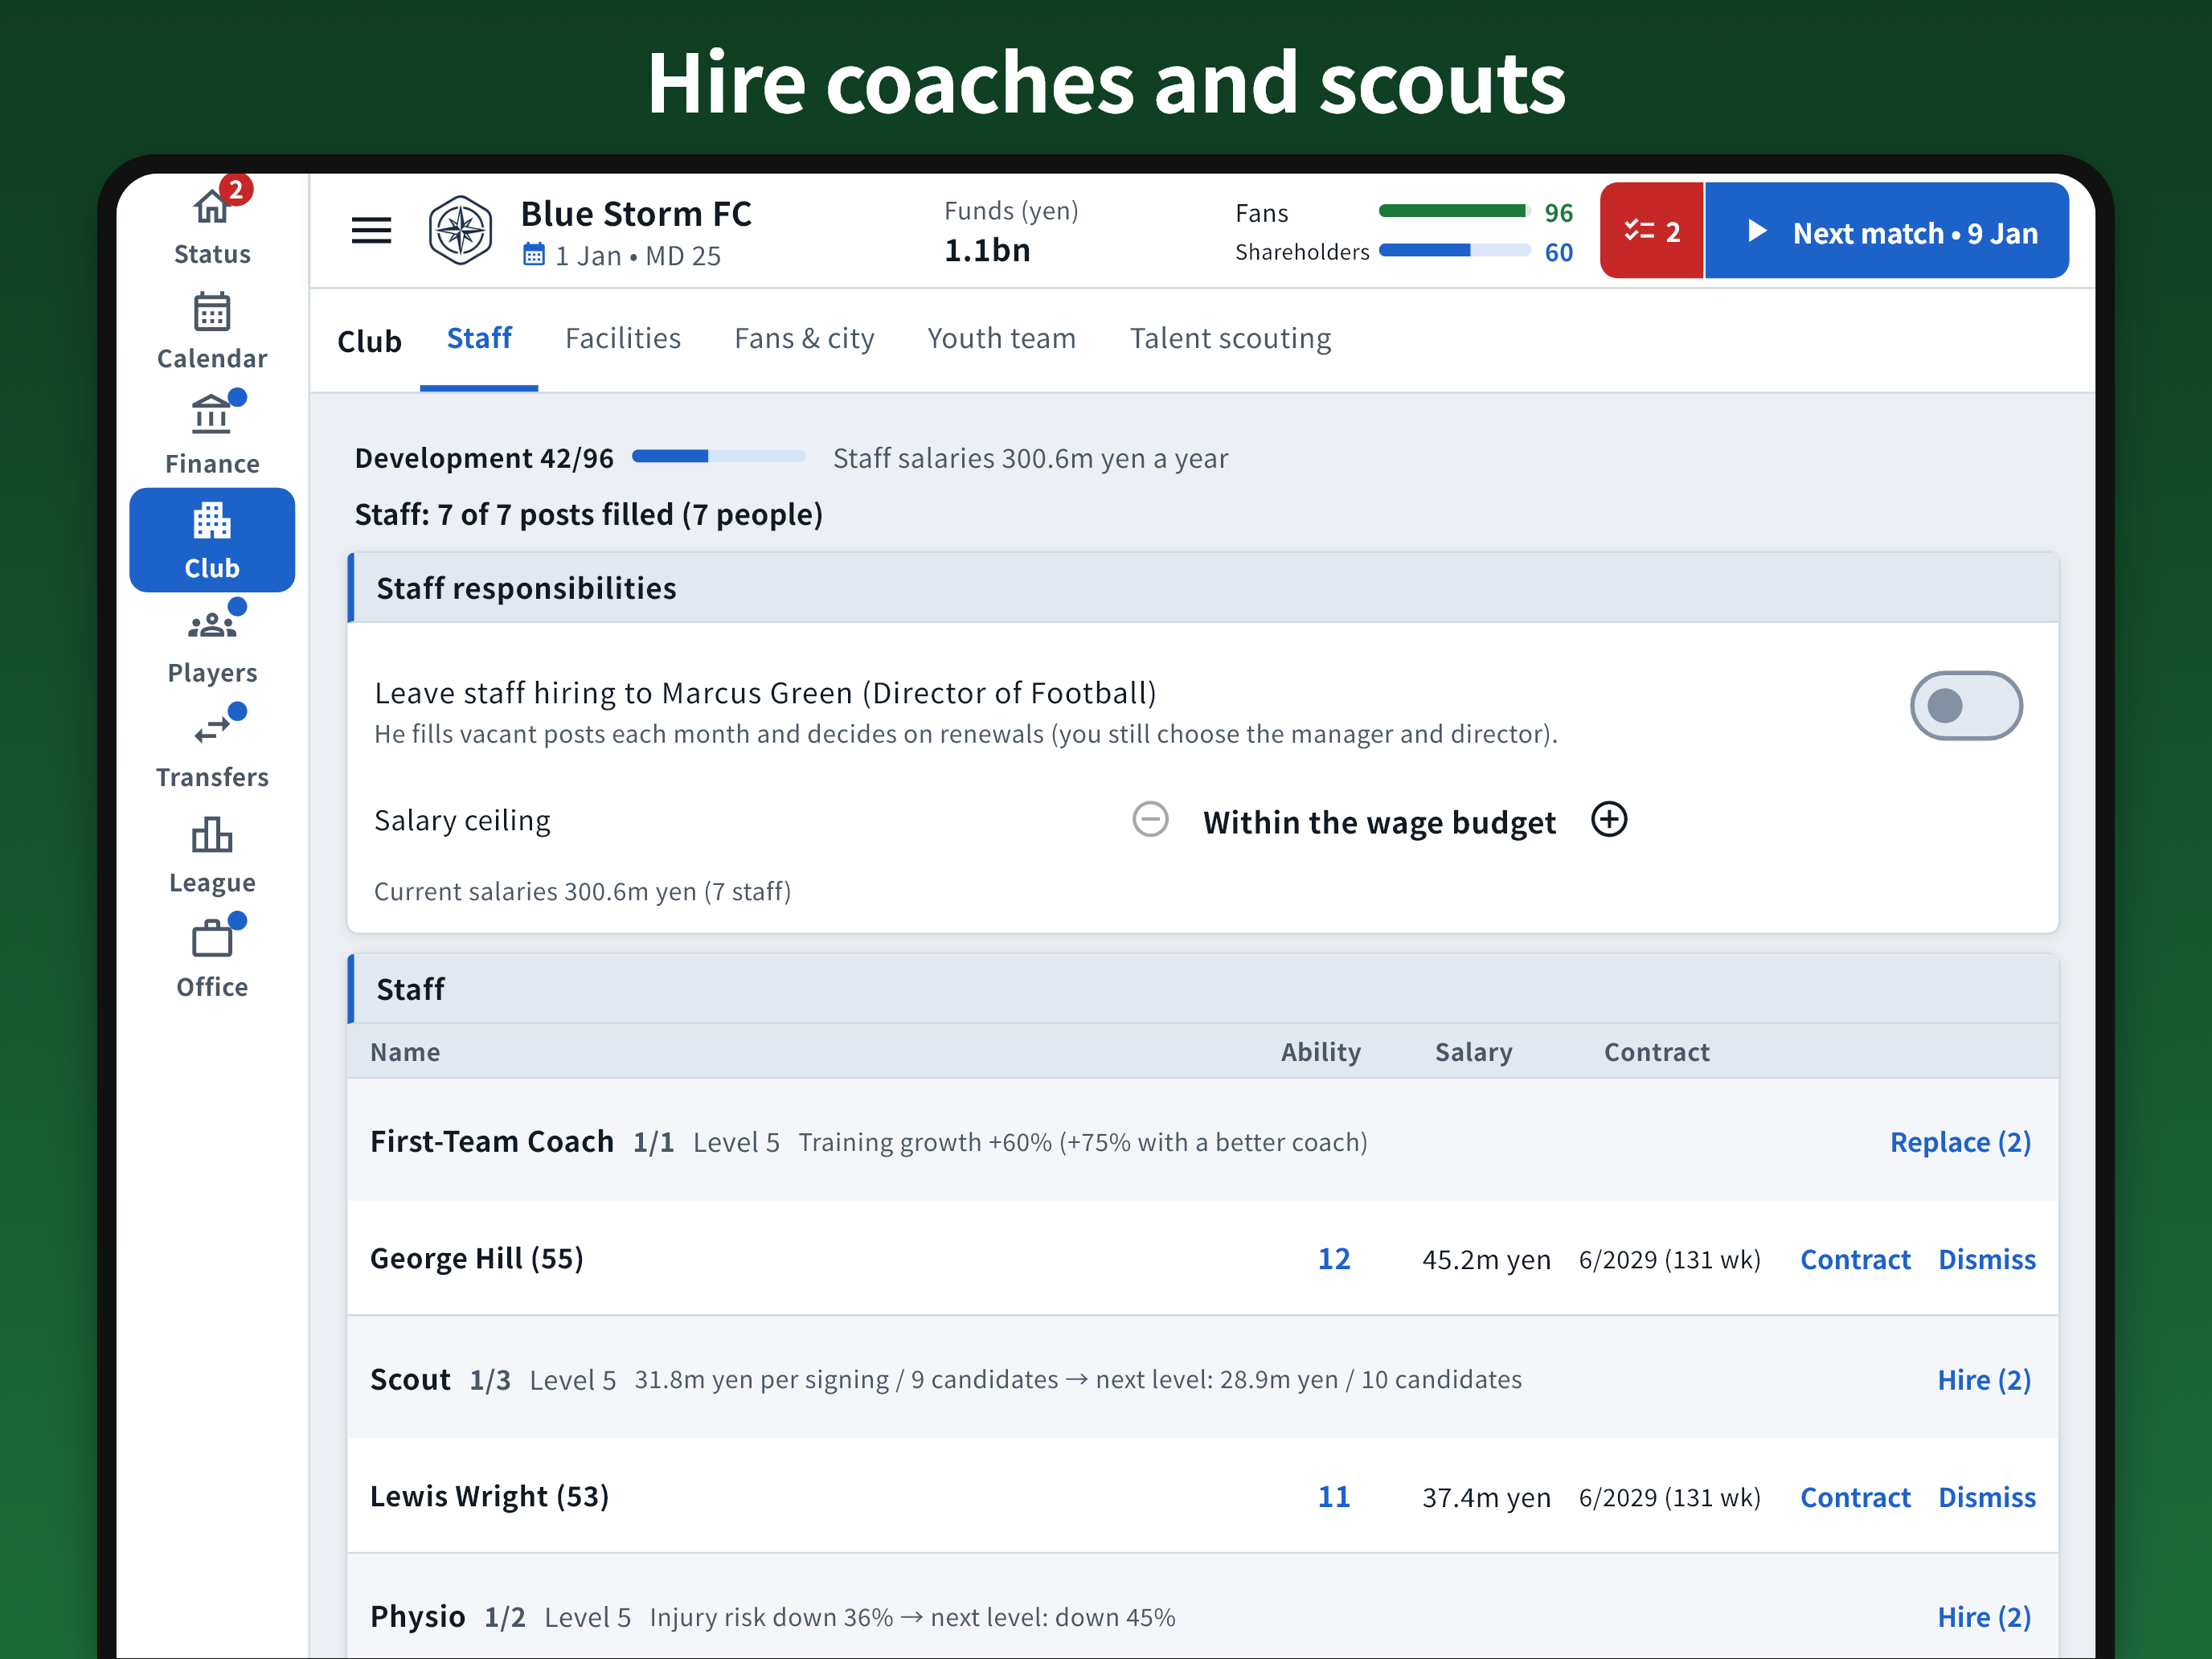 Hire coaches and scouts
2
Status
Calendar
Finance
Club
Players
Transfers
League
Office
Blue Storm FC
1 Jan • MD 25
Funds (yen)
1.1bn
Fans 96
Shareholders 60
2
Next match • 9 Jan
Club Staff Facilities Fans & city Youth team Talent scouting
Development 42/96 Staff salaries 300.6m yen a year
Staff: 7 of 7 posts filled (7 people)
Staff responsibilities
Leave staff hiring to Marcus Green (Director of Football)
He fills vacant posts each month and decides on renewals (you still choose the manager and director).
Salary ceiling Within the wage budget
Current salaries 300.6m yen (7 staff)
Staff
Name Ability Salary Contract
First-Team Coach 1/1 Level 5 Training growth +60% (+75% with a better coach) Replace (2)
George Hill (55) 12 45.2m yen 6/2029 (131 wk) Contract Dismiss
Scout 1/3 Level 5 31.8m yen per signing / 9 candidates → next level: 28.9m yen / 10 candidates Hire (2)
Lewis Wright (53) 11 37.4m yen 6/2029 (131 wk) Contract Dismiss
Physio 1/2 Level 5 Injury risk down 36% → next level: down 45% Hire (2)